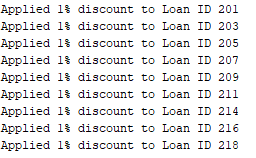 Applied 1% discount to Loan ID 201
Applied 1% discount to Loan ID 203
Applied 1% discount to Loan ID 205
Applied 1% discount to Loan ID 207
Applied 1% discount to Loan ID 209
Applied 1% discount to Loan ID 211
Applied 1% discount to Loan ID 214
Applied 1% discount to Loan ID 216
Applied 1% discount to Loan ID 218